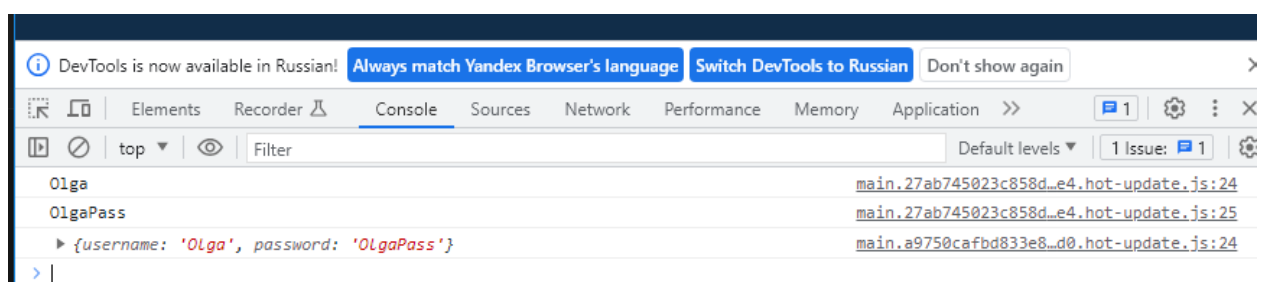 DevTools is now available in Russian! Always match Yandex Browser's language Switch DevTools to Russian Don't show again
Elements Recorder Console Sources Network Performance Memory Application 1
top Filter Default levels 1 Issue: 1
Olga main.27ab745023c858d…e4.hot-update.js:24
OlgaPass main.27ab745023c858d…e4.hot-update.js:25
{username: 'Olga', password: 'OlgaPass'} main.a9750cafbd833e8…d0.hot-update.js:24